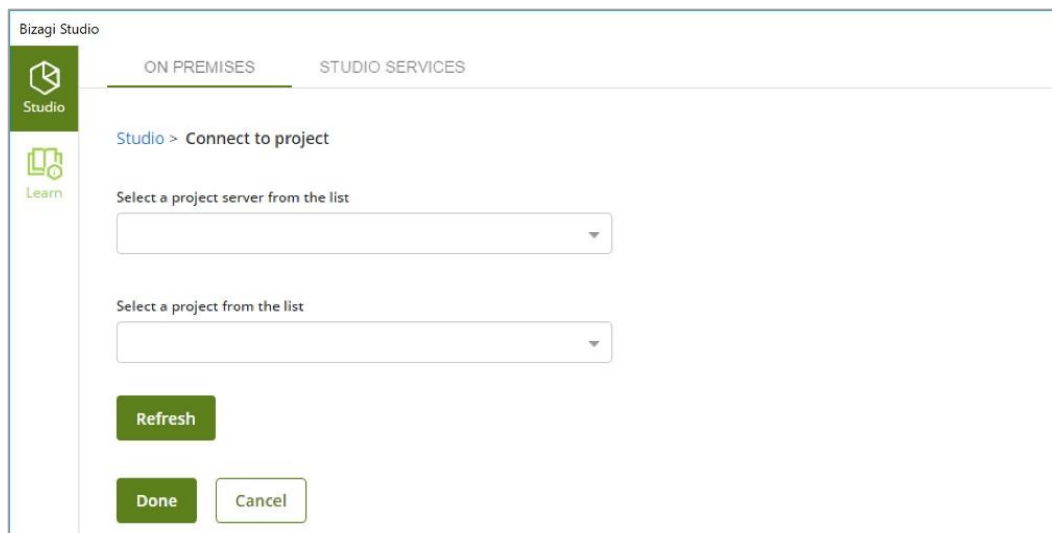 Bizagi Studio
ON PREMISES STUDIO SERVICES
Studio
Studio > Connect to project
Learn
Select a project server from the list
Select a project from the list
Refresh
Done Cancel